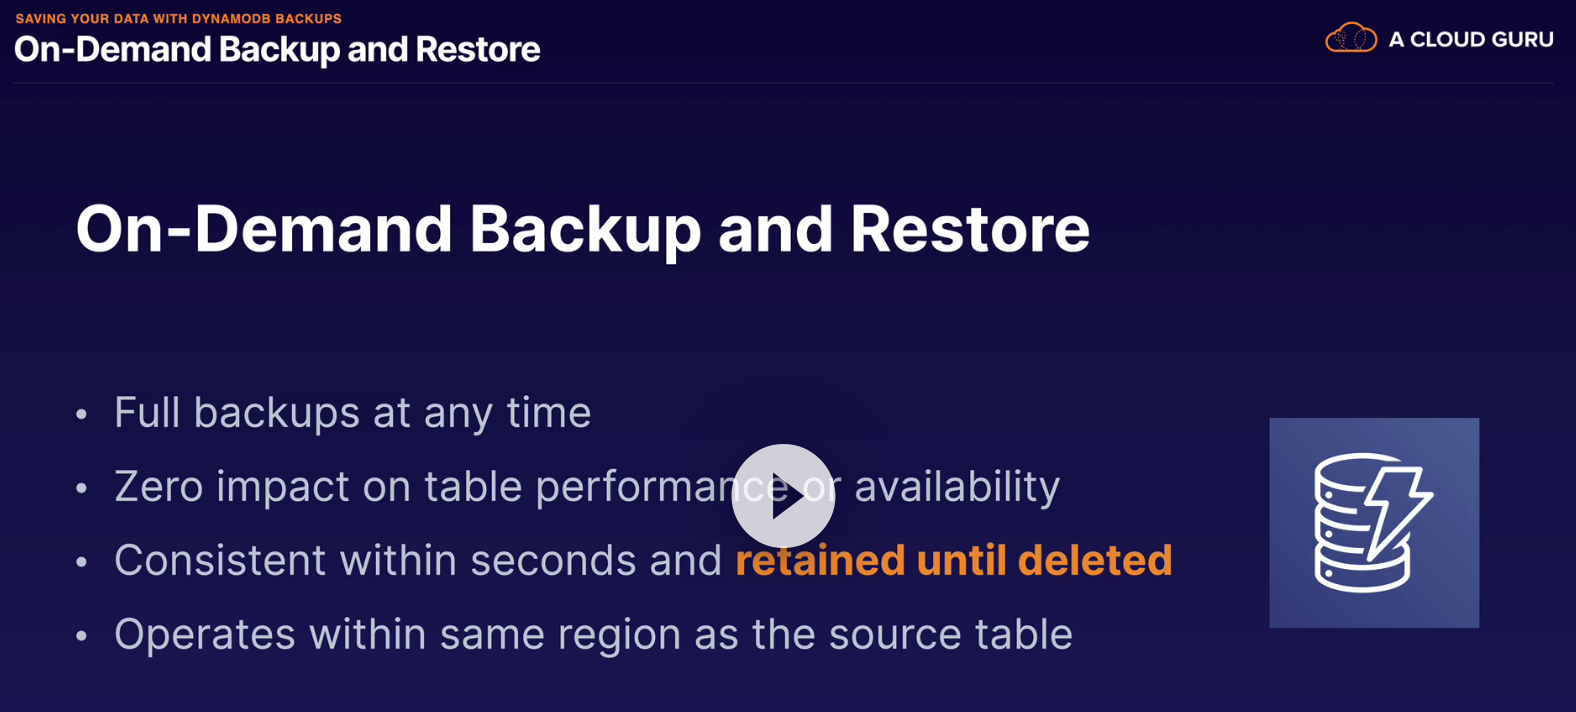 SAVING YOUR DATA WITH DYNAMODB BACKUPS
On-Demand Backup and Restore
A CLOUD GURU
On-Demand Backup and Restore
• Full backups at any time
• Zero impact on table performance or availability
• Consistent within seconds and retained until deleted
• Operates within same region as the source table